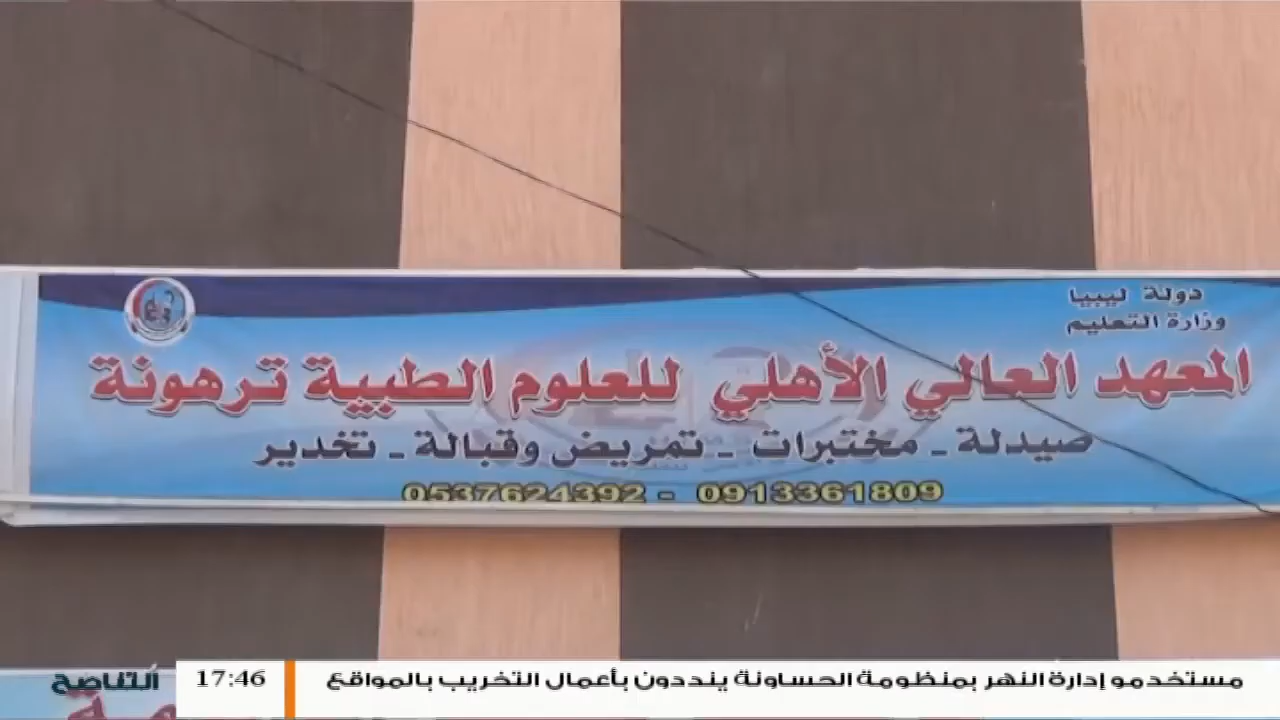 دولة ليبيا
وزارة التعليم
المعهد العالي الأهلي للعلوم الطبية ترهونة
صيدلة ـ مختبرات ـ تمريض وقبالة ـ تخدير
0537624392 - 0913361809
مستخدمو إدارة النهر بمنظومة الحساونة ينددون بأعمال التخريب بالمواقع
17:46
التناصح